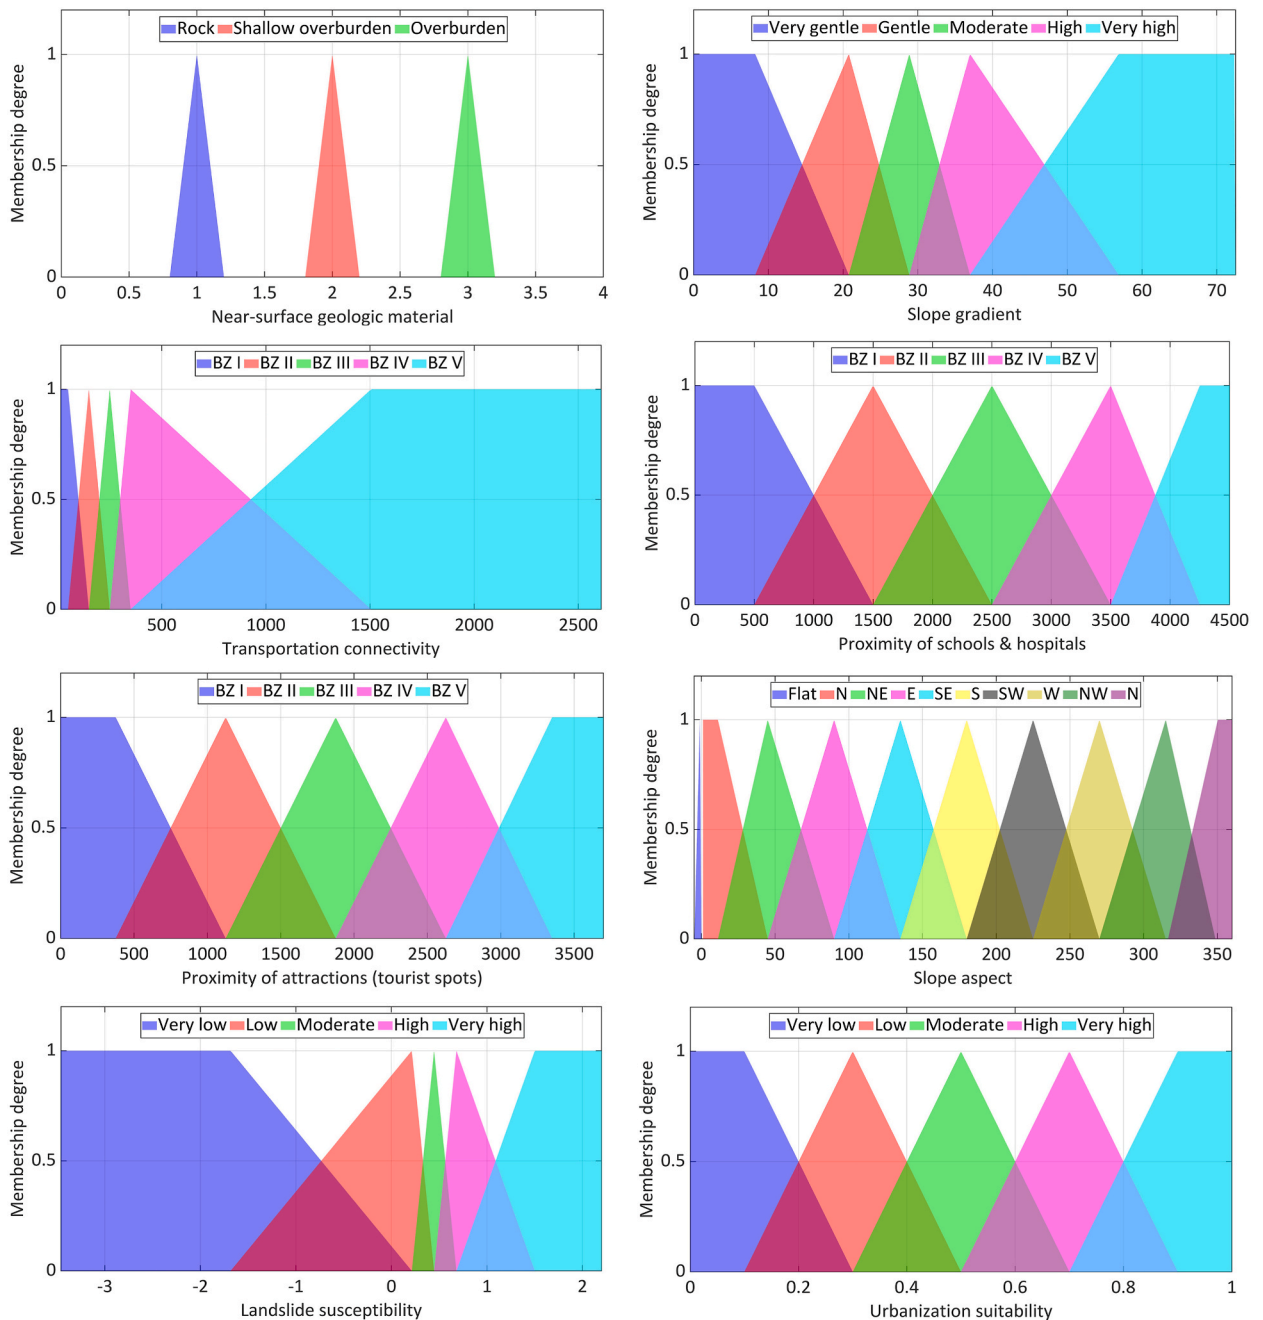 Rock Shallow overburden Overburden
Membership degree
1
0.5
0
0 0.5 1 1.5 2 2.5 3 3.5 4
Near-surface geologic material
Very gentle Gentle Moderate High Very high
Membership degree
1
0.5
0
0 10 20 30 40 50 60 70
Slope gradient
BZ I BZ II BZ III BZ IV BZ V
Membership degree
1
0.5
0
500 1000 1500 2000 2500
Transportation connectivity
BZ I BZ II BZ III BZ IV BZ V
Membership degree
1
0.5
0
0 500 1000 1500 2000 2500 3000 3500 4000 4500
Proximity of schools & hospitals
BZ I BZ II BZ III BZ IV BZ V
Membership degree
1
0.5
0
0 500 1000 1500 2000 2500 3000 3500
Proximity of attractions (tourist spots)
Flat N NE E SE S SW W NW N
Membership degree
1
0.5
0
0 50 100 150 200 250 300 350
Slope aspect
Very low Low Moderate High Very high
Membership degree
1
0.5
0
-3 -2 -1 0 1 2
Landslide susceptibility
Very low Low Moderate High Very high
Membership degree
1
0.5
0
0 0.2 0.4 0.6 0.8 1
Urbanization suitability